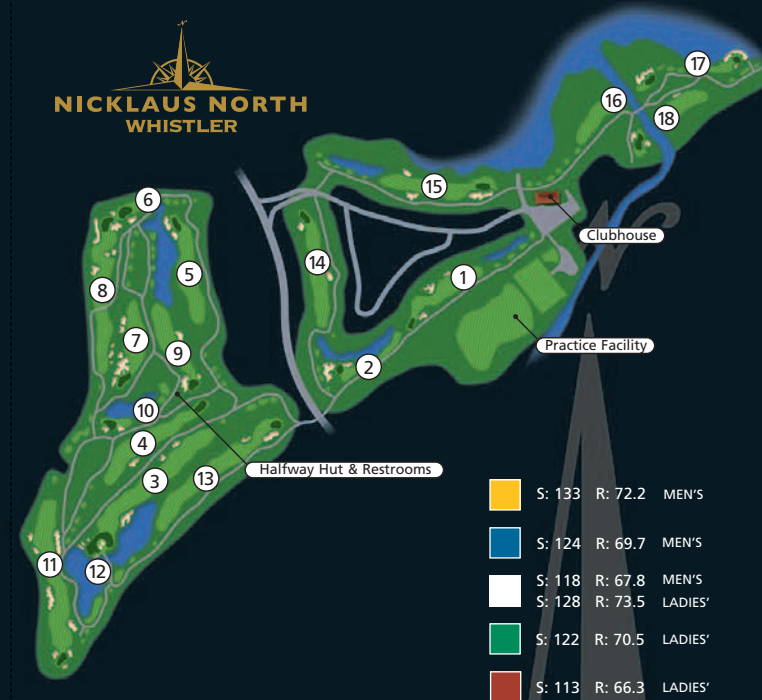 N
NICKLAUS NORTH
WHISTLER
17
16
18
6
15
Clubhouse
14
5
1
8
7
Practice Facility
9
2
10
4
Halfway Hut & Restrooms
3
13
11
12
S: 133 R: 72.2 MEN'S
S: 124 R: 69.7 MEN'S
S: 118 R: 67.8 MEN'S
S: 128 R: 73.5 LADIES'
S: 122 R: 70.5 LADIES'
S: 113 R: 66.3 LADIES'
N